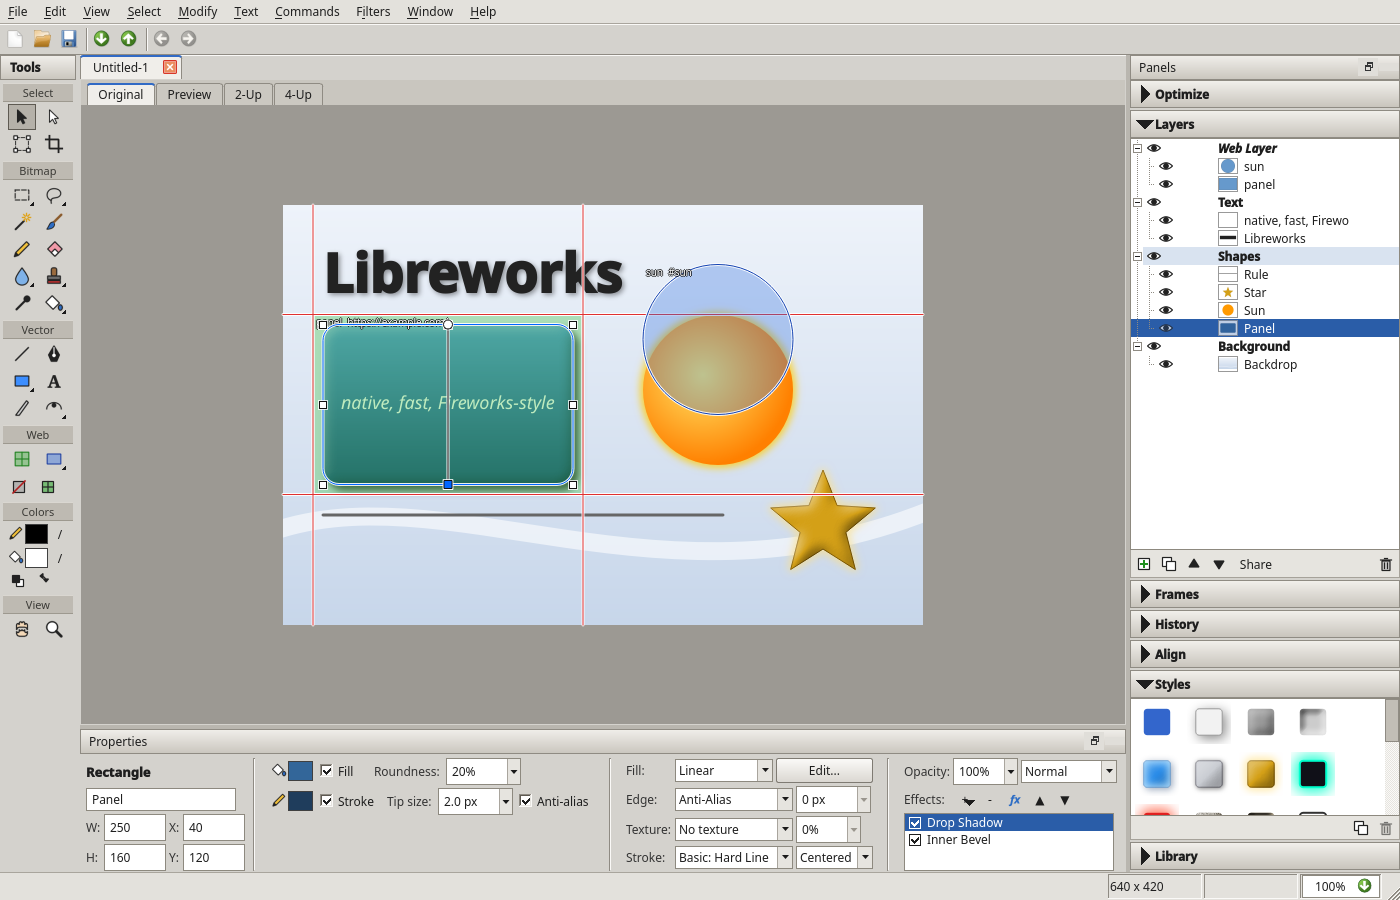 File Edit View Select Modify Text Commands Filters Window Help
Tools
Untitled-1
Panels
Select
Original Preview 2-Up 4-Up
Optimize
Layers
Web Layer
sun
panel
Text
native, fast, Firewo
Libreworks
Shapes
Rule
Star
Sun
Panel
Background
Backdrop
Share
Bitmap
Vector
Web
Colors
View
Libreworks
sun #sun
https://example.com
native, fast, Fireworks-style
Frames
History
Align
Styles
Library
Properties
Rectangle
Panel
W: 250 X: 40
H: 160 Y: 120
Fill Roundness: 20%
Stroke Tip size: 2.0 px Anti-alias
Fill: Linear Edit...
Edge: Anti-Alias 0 px
Texture: No texture 0%
Stroke: Basic: Hard Line Centered
Opacity: 100% Normal
Effects: - fx
Drop Shadow
Inner Bevel
640 x 420
100%